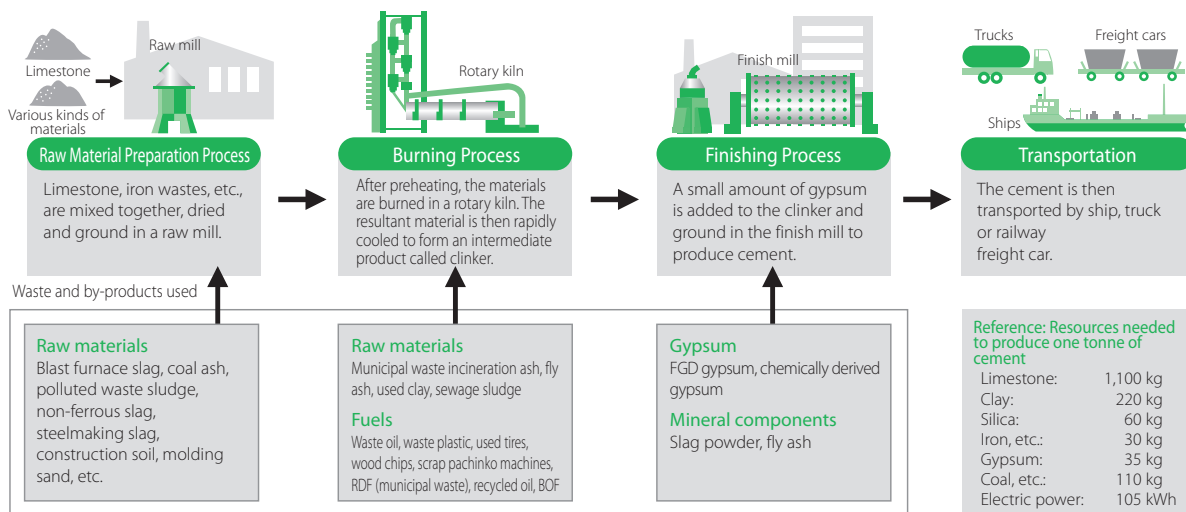 Raw mill
Limestone
Various kinds of
materials
Raw Material Preparation Process
Limestone, iron wastes, etc.,
are mixed together, dried
and ground in a raw mill.
Rotary kiln
Burning Process
After preheating, the materials
are burned in a rotary kiln. The
resultant material is then rapidly
cooled to form an intermediate
product called clinker.
Finish mill
Finishing Process
A small amount of gypsum
is added to the clinker and
ground in the finish mill to
produce cement.
Trucks
Freight cars
Ships
Transportation
The cement is then
transported by ship, truck
or railway
freight car.
Waste and by-products used
Raw materials
Blast furnace slag, coal ash,
polluted waste sludge,
non-ferrous slag,
steelmaking slag,
construction soil, molding
sand, etc.
Raw materials
Municipal waste incineration ash, fly
ash, used clay, sewage sludge
Fuels
Waste oil, waste plastic, used tires,
wood chips, scrap pachinko machines,
RDF (municipal waste), recycled oil, BOF
Gypsum
FGD gypsum, chemically derived
gypsum
Mineral components
Slag powder, fly ash
Reference: Resources needed
to produce one tonne of
cement
Limestone: 1,100 kg
Clay: 220 kg
Silica: 60 kg
Iron, etc.: 30 kg
Gypsum: 35 kg
Coal, etc.: 110 kg
Electric power: 105 kWh